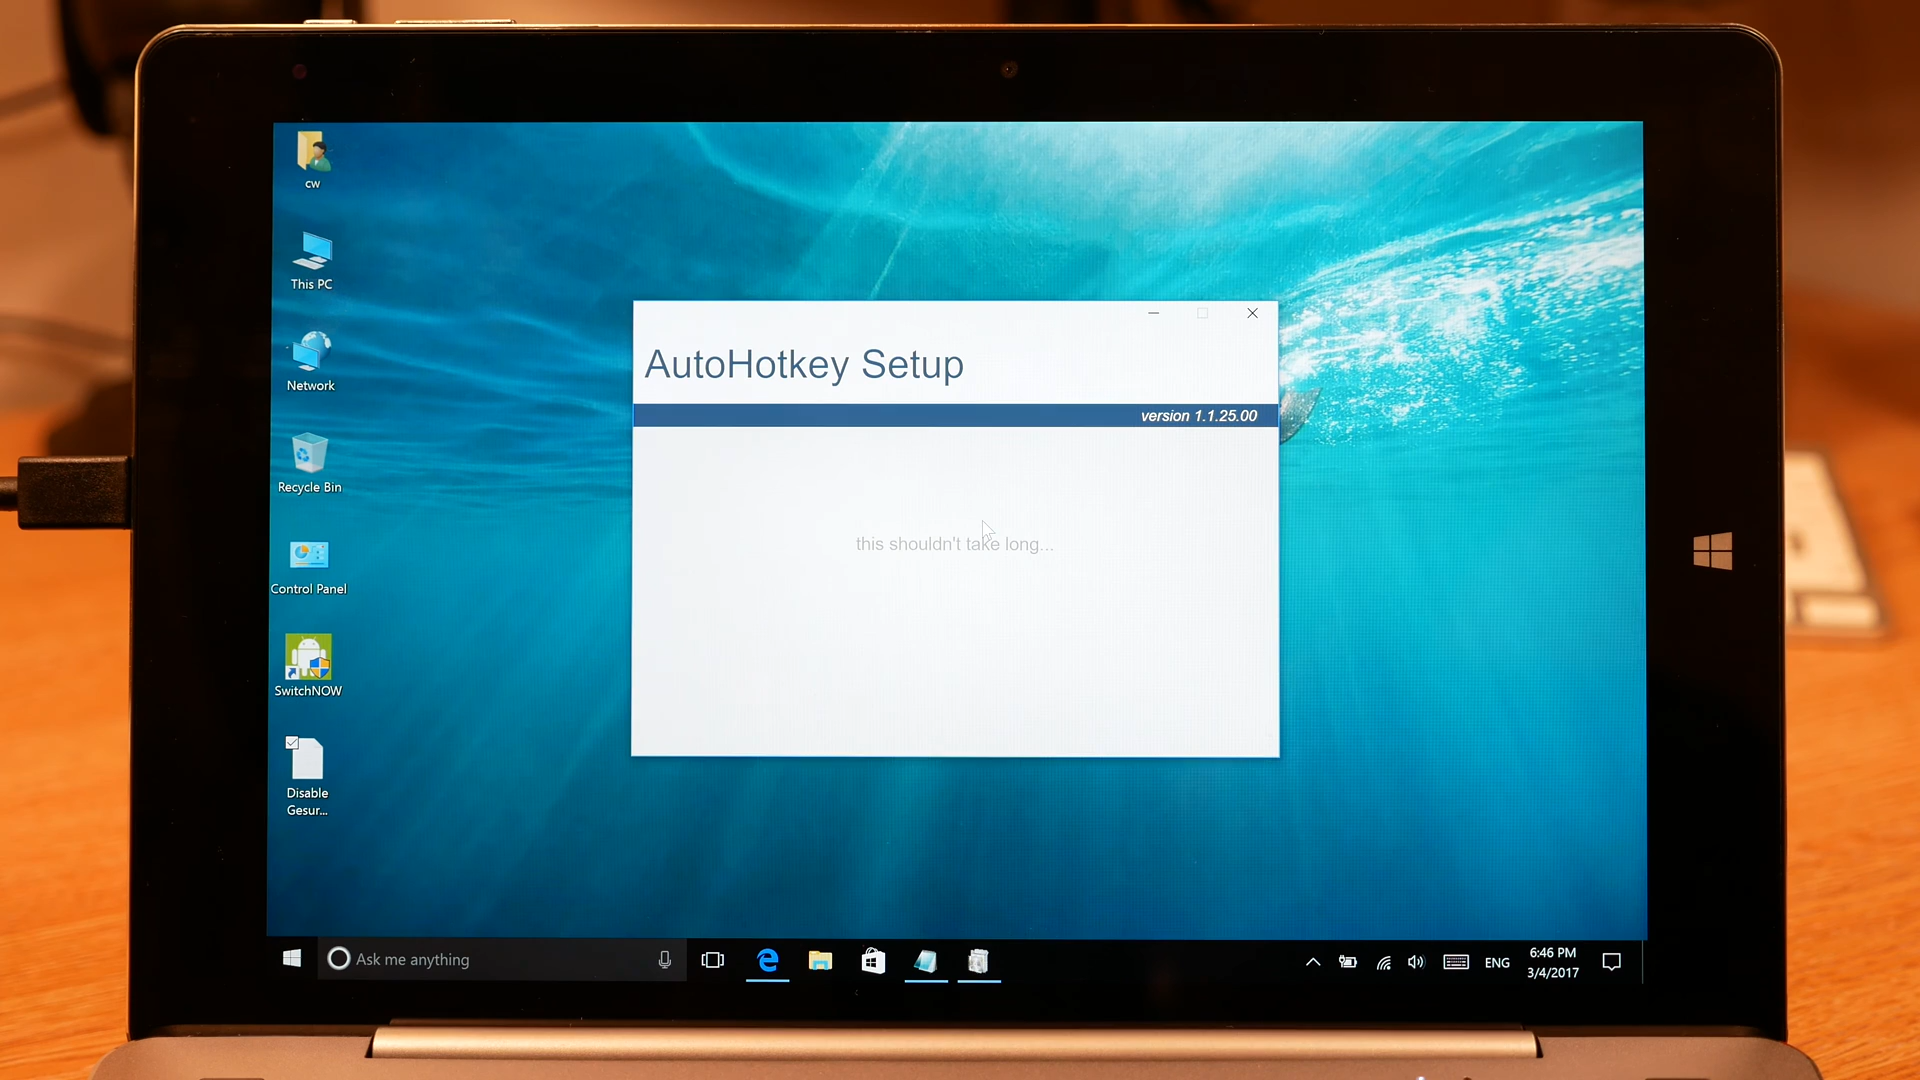 cw
This PC
Network
Recycle Bin
Control Panel
SwitchNOW
Disable
Gesur...
AutoHotkey Setup
version 1.1.25.00
this shouldn't take long...
Ask me anything
ENG
6:46 PM
3/4/2017